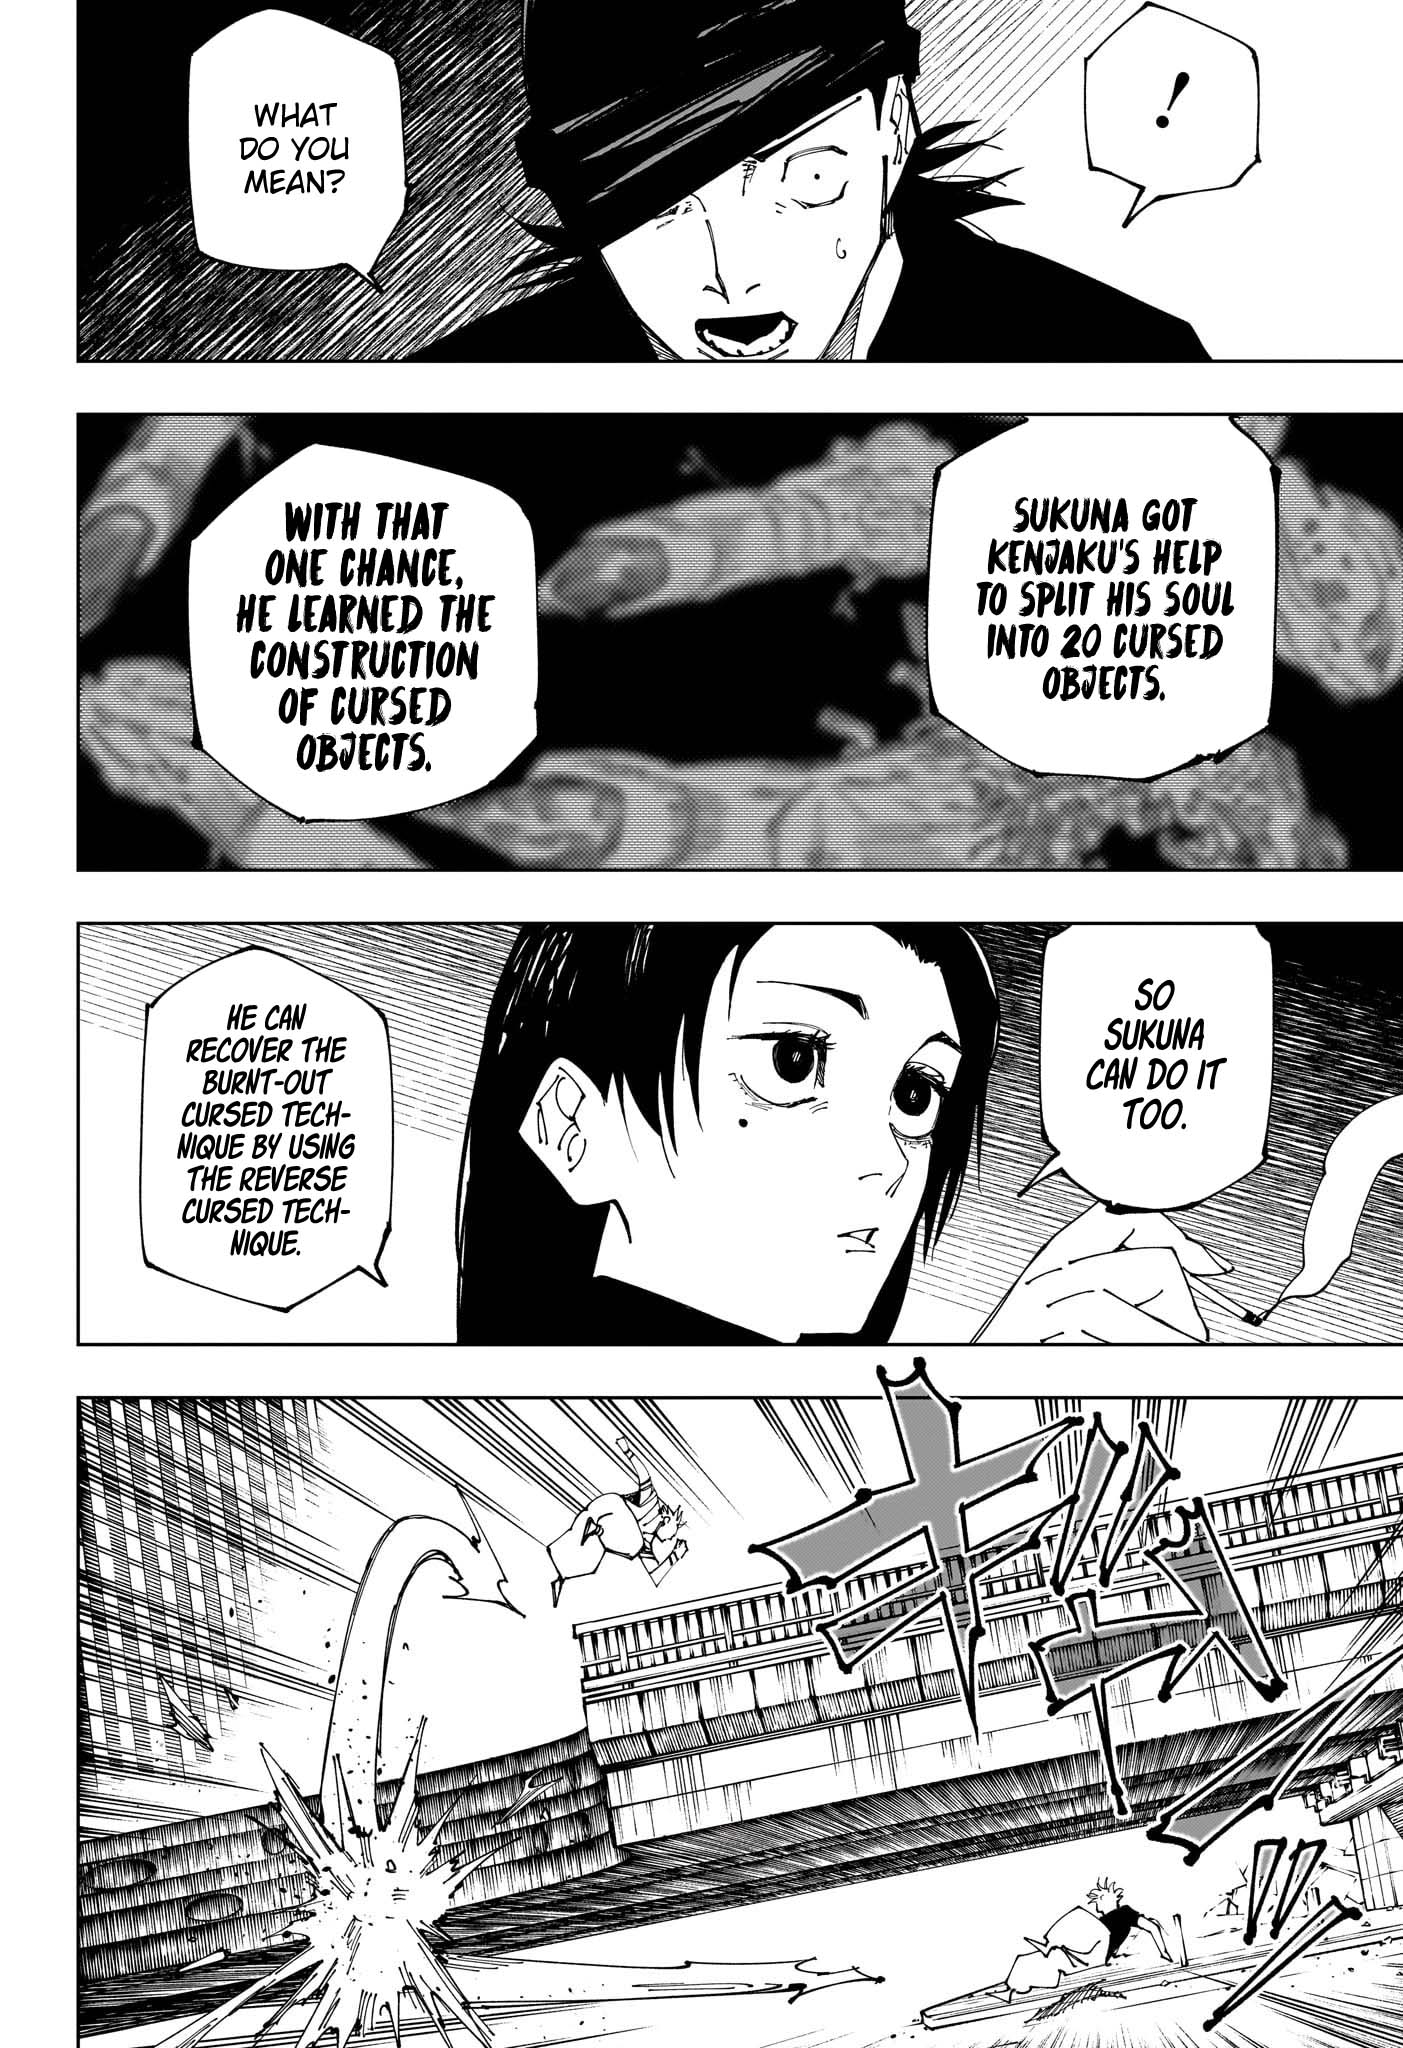 !
WHAT
DO YOU
MEAN?
SUKUNA GOT
KENJAKU'S HELP
TO SPLIT HIS SOUL
INTO 20 CURSED
OBJECTS.
WITH THAT
ONE CHANCE,
HE LEARNED THE
CONSTRUCTION
OF CURSED
OBJECTS.
SO
SUKUNA
CAN DO IT
TOO.
HE CAN
RECOVER THE
BURNT-OUT
CURSED TECH-
NIQUE BY USING
THE REVERSE
CURSED TECH-
NIQUE.